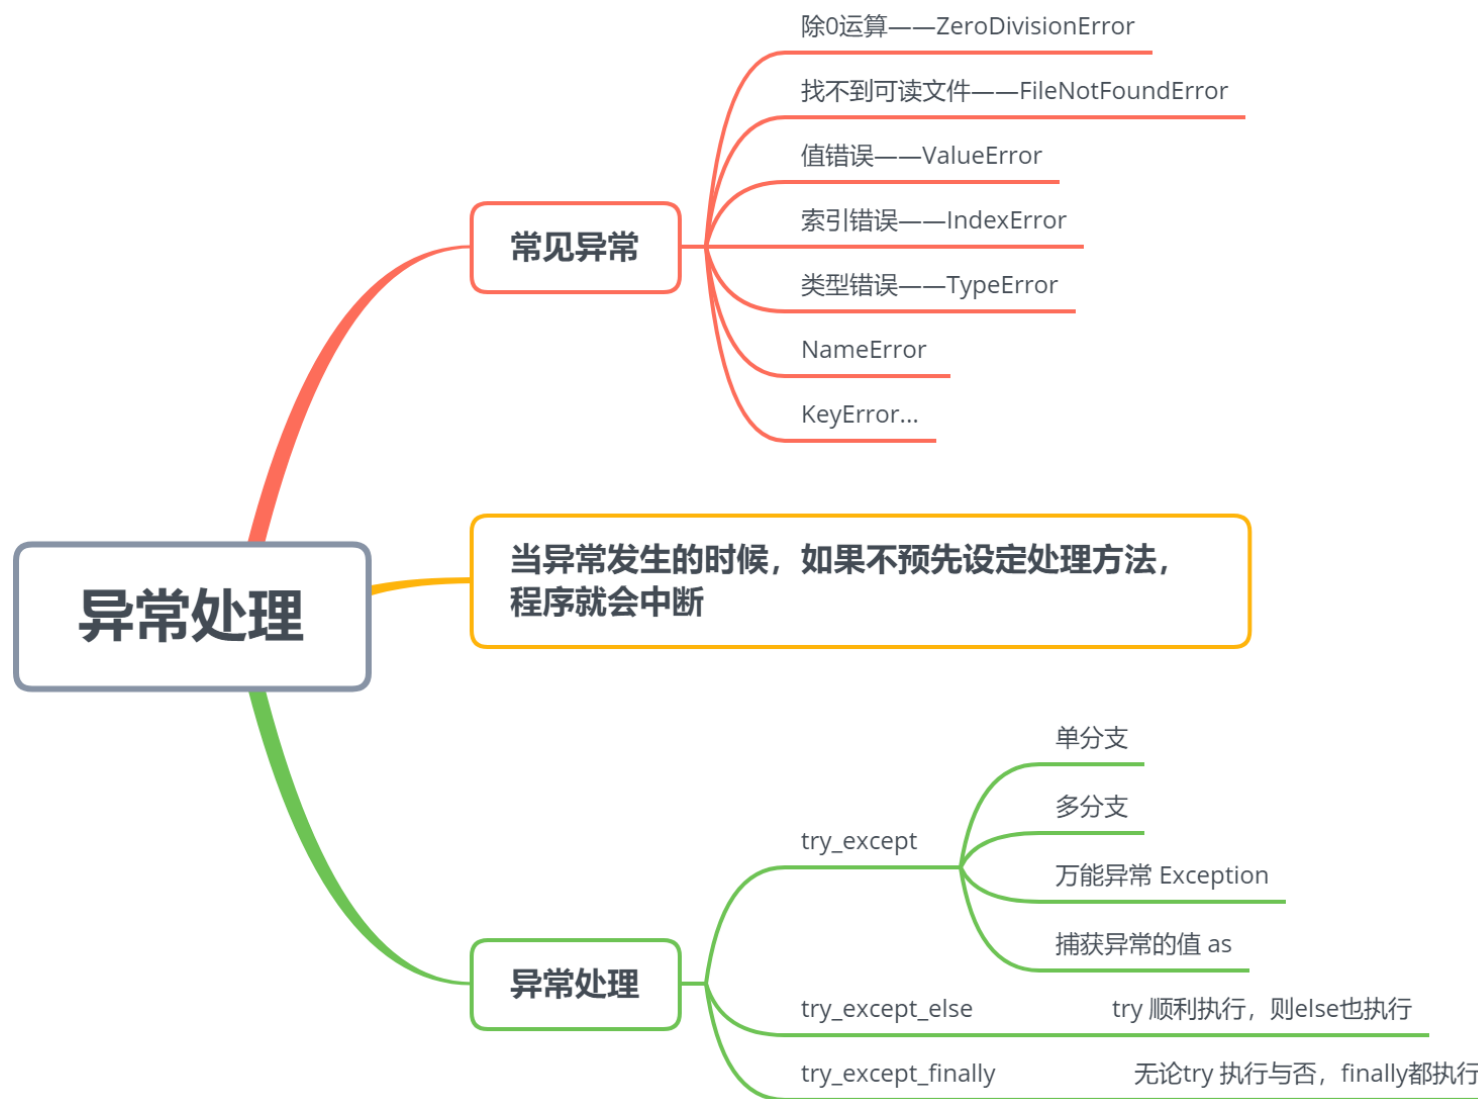 除0运算——ZeroDivisionError
找不到可读文件——FileNotFoundError
值错误——ValueError
索引错误——IndexError
类型错误——TypeError
NameError
KeyError...
常见异常
当异常发生的时候，如果不预先设定处理方法，
程序就会中断
异常处理
异常处理
try_except
单分支
多分支
万能异常 Exception
捕获异常的值 as
try_except_else
try 顺利执行，则else也执行
try_except_finally
无论try 执行与否，finally都执行